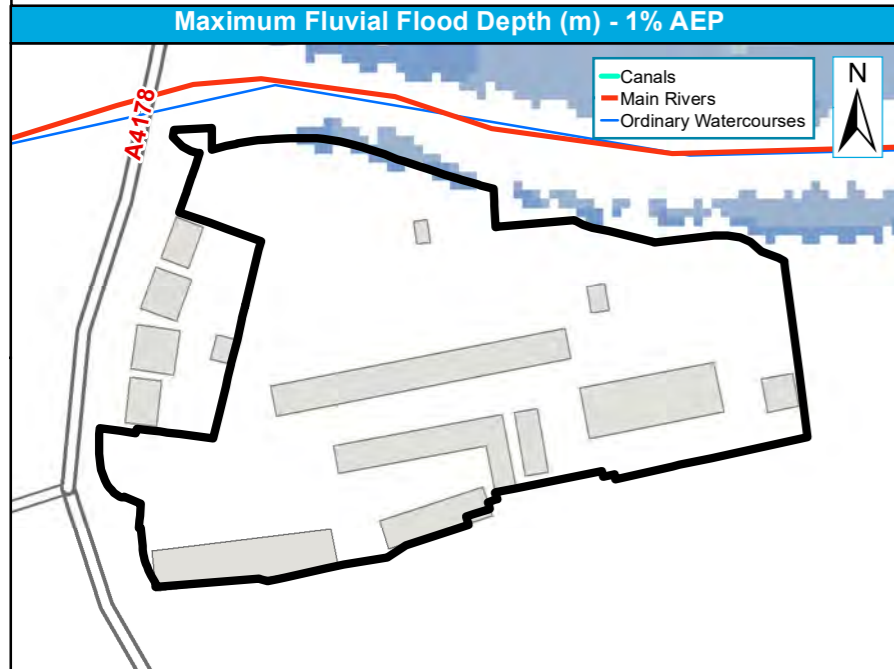 Maximum Fluvial Flood Depth (m) - 1% AEP
Canals
Main Rivers
Ordinary Watercourses
N
A4178